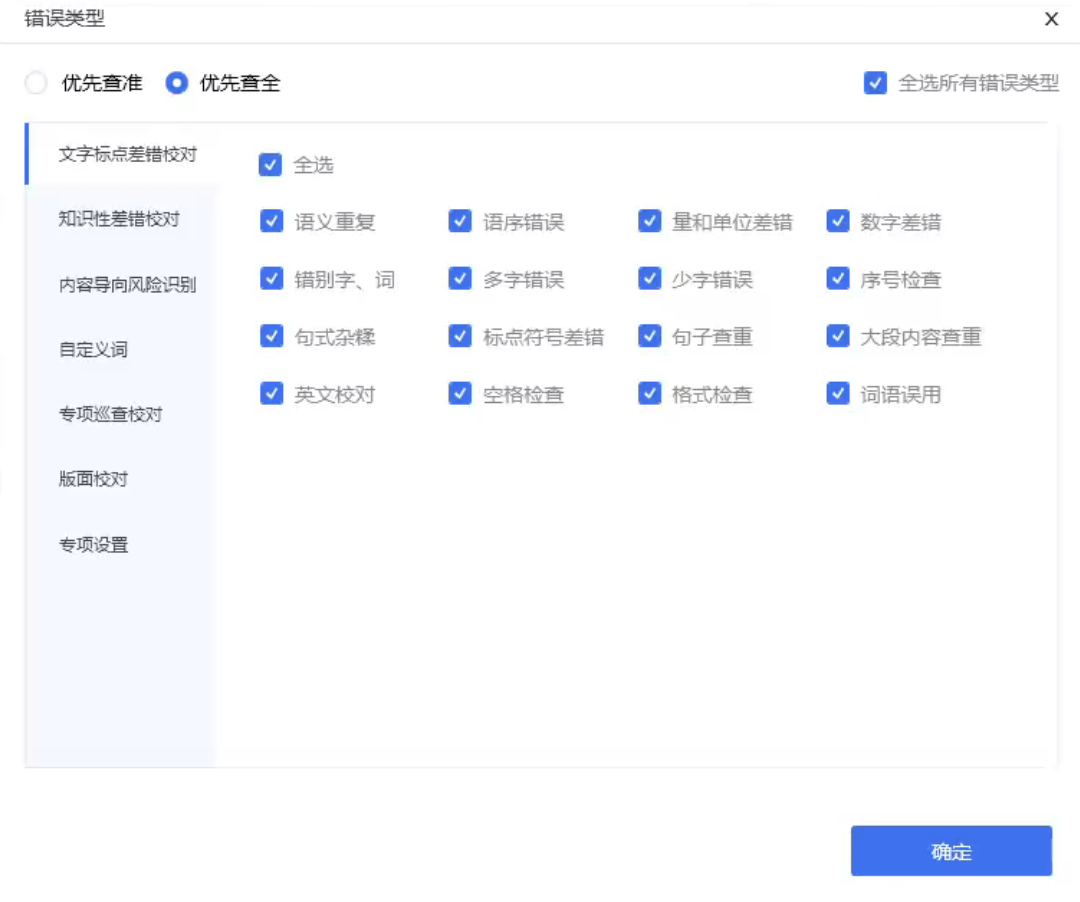 错误类型
优先查准 优先查全 全选所有错误类型
文字标点差错校对
知识性差错校对
内容导向风险识别
自定义词
专项巡查校对
版面校对
专项设置
全选
语义重复 语序错误 量和单位差错 数字差错
错别字、词 多字错误 少字错误 序号检查
句式杂糅 标点符号差错 句子查重 大段内容查重
英文校对 空格检查 格式检查 词语误用
确定